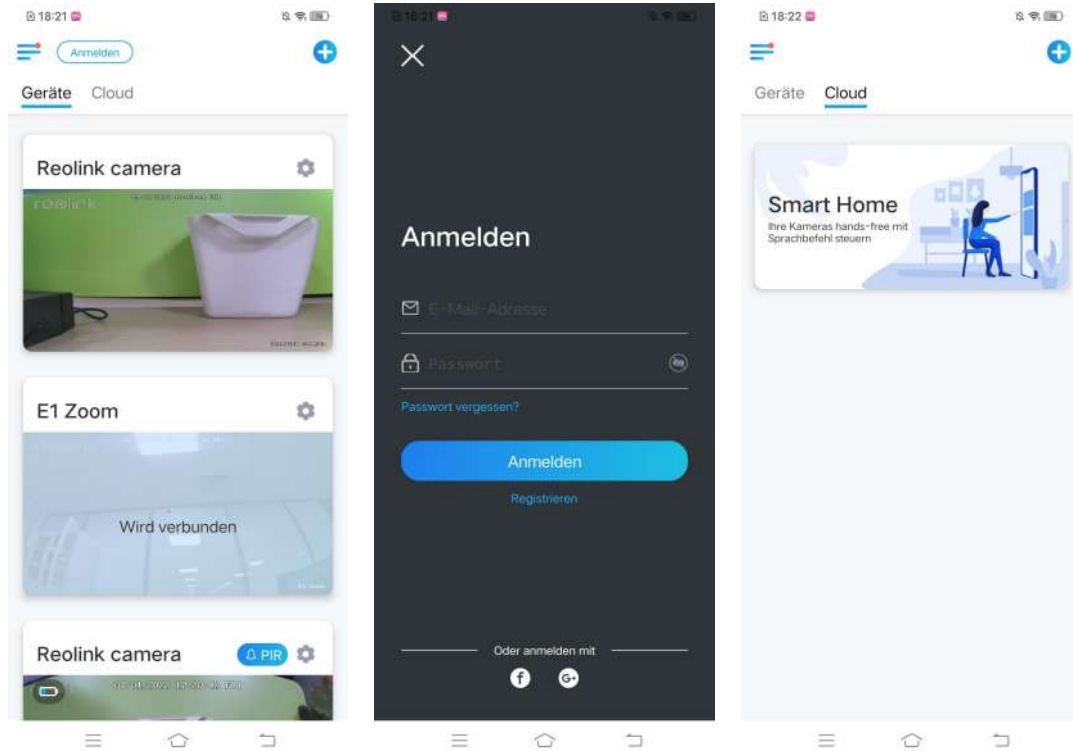 18:21
Anmelden
Geräte Cloud
Reolink camera
reolink
E1 Zoom
Wird verbunden
Reolink camera
PIR
18:21
Anmelden
E-Mail-Adresse
Passwort
Passwort vergessen?
Anmelden
Registrieren
Oder anmelden mit
18:22
Geräte Cloud
Smart Home
Ihre Kameras hands-free mit
Sprachbefehl steuern